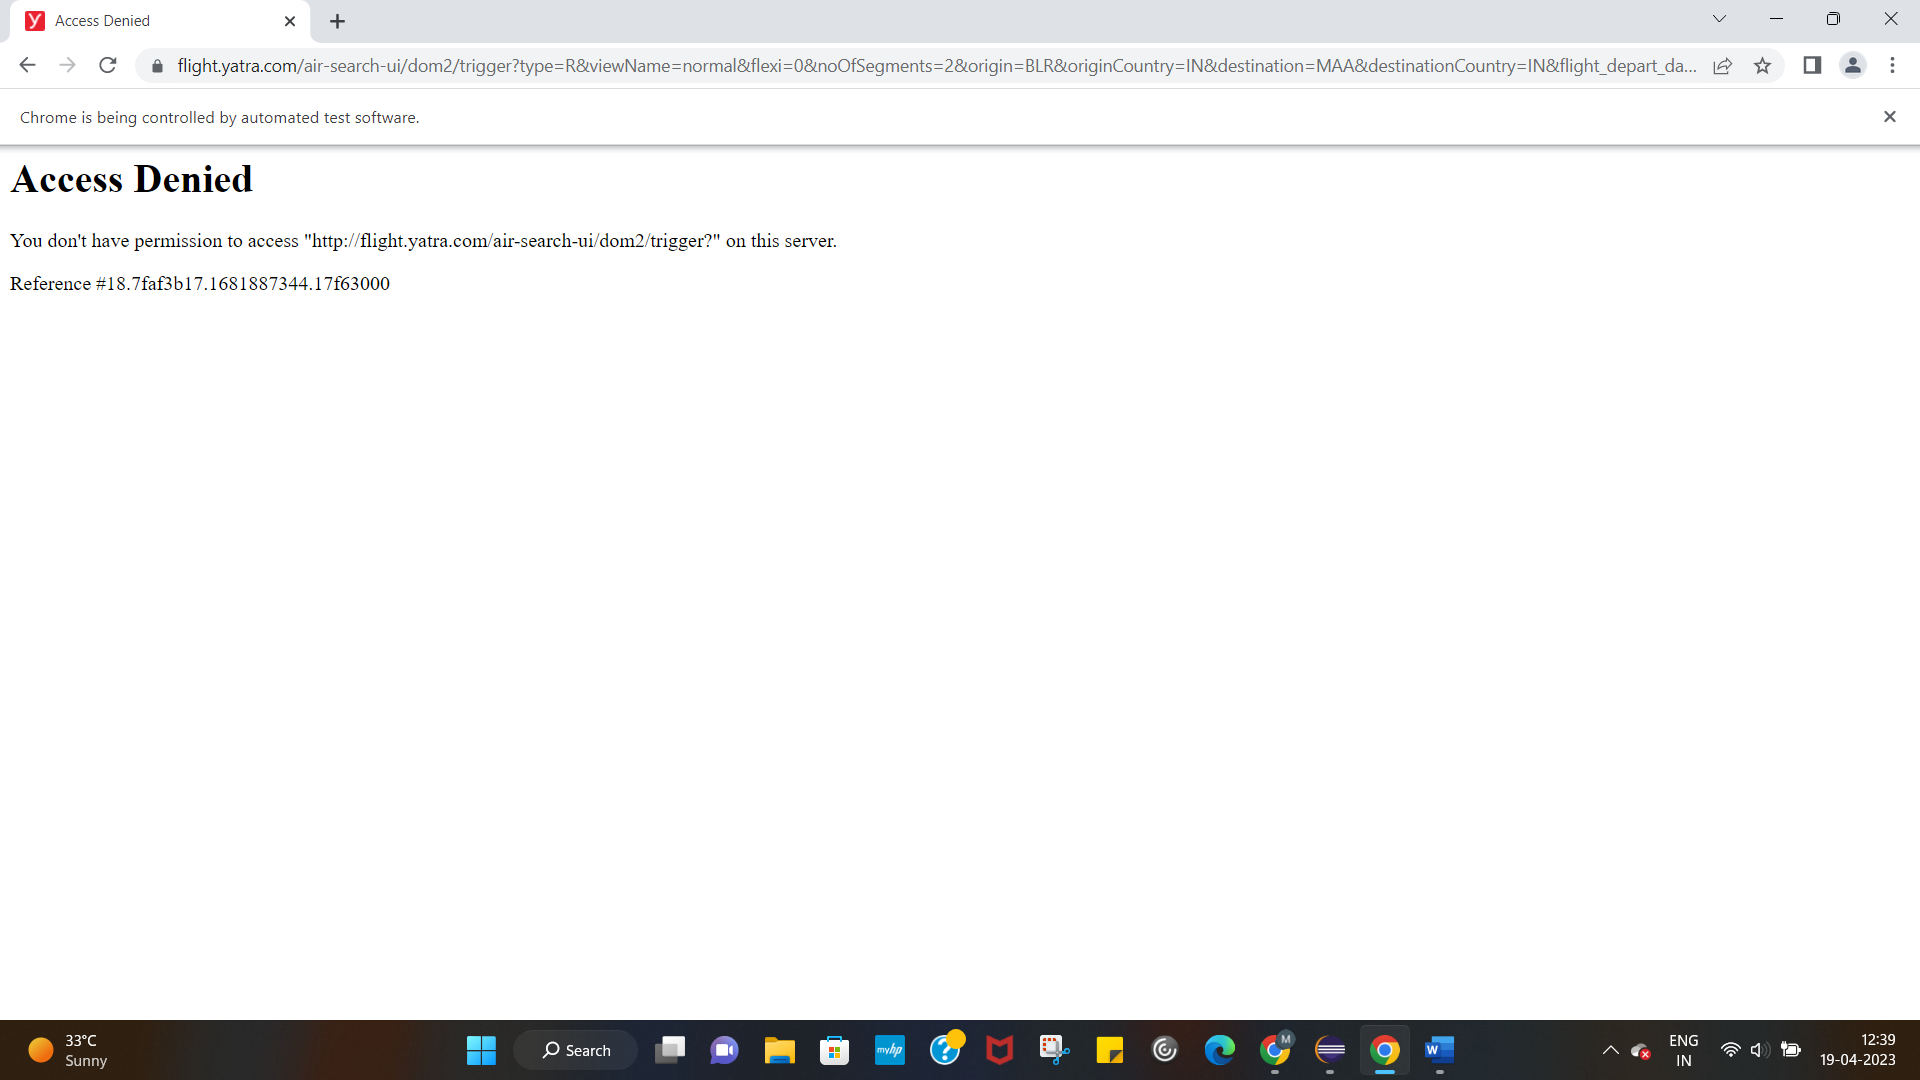 Access Denied
flight.yatra.com/air-search-ui/dom2/trigger?type=R&viewName=normal&flexi=0&noOfSegments=2&origin=BLR&originCountry=IN&destination=MAA&destinationCountry=IN&flight_depart_da...
Chrome is being controlled by automated test software.
Access Denied
You don't have permission to access "http://flight.yatra.com/air-search-ui/dom2/trigger?" on this server.
Reference #18.7faf3b17.1681887344.17f63000
33°C
Sunny
Search
myhp
M
W
ENG
IN
12:39
19-04-2023